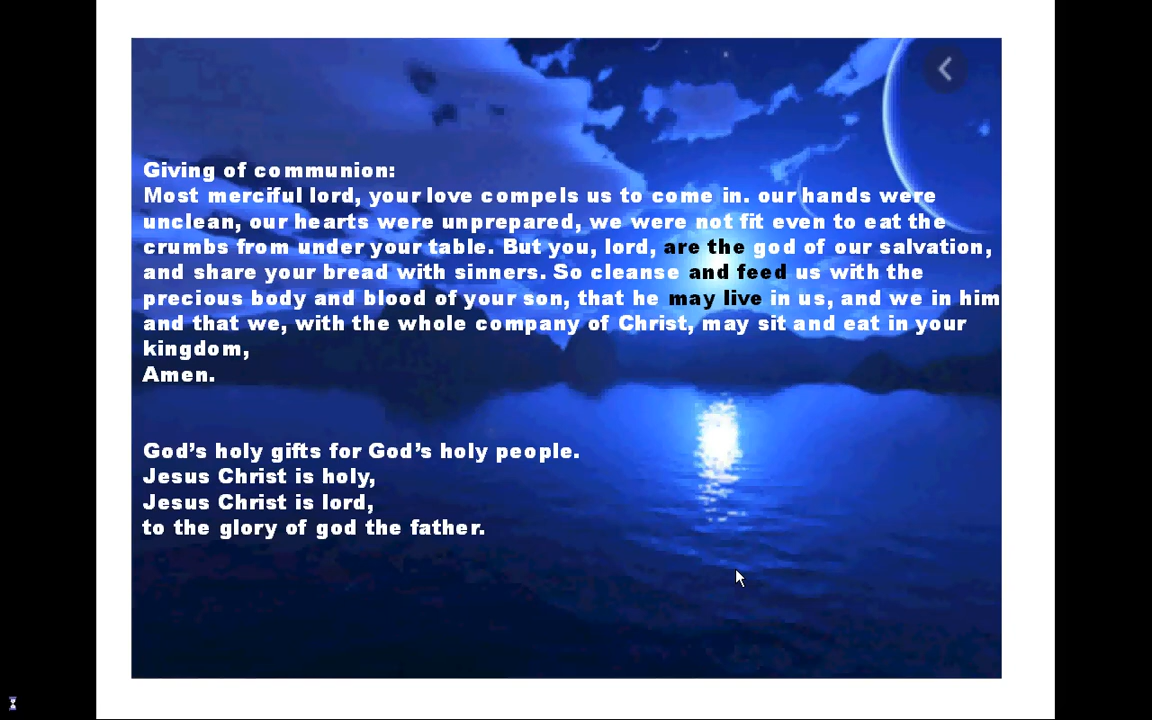 Giving of communion:
Most merciful lord, your love compels us to come in. our hands were
unclean, our hearts were unprepared, we were not fit even to eat the
crumbs from under your table. But you, lord, are the god of our salvation,
and share your bread with sinners. So cleanse and feed us with the
precious body and blood of your son, that he may live in us, and we in him
and that we, with the whole company of Christ, may sit and eat in your
kingdom,
Amen.
God’s holy gifts for God’s holy people.
Jesus Christ is holy,
Jesus Christ is lord,
to the glory of god the father.